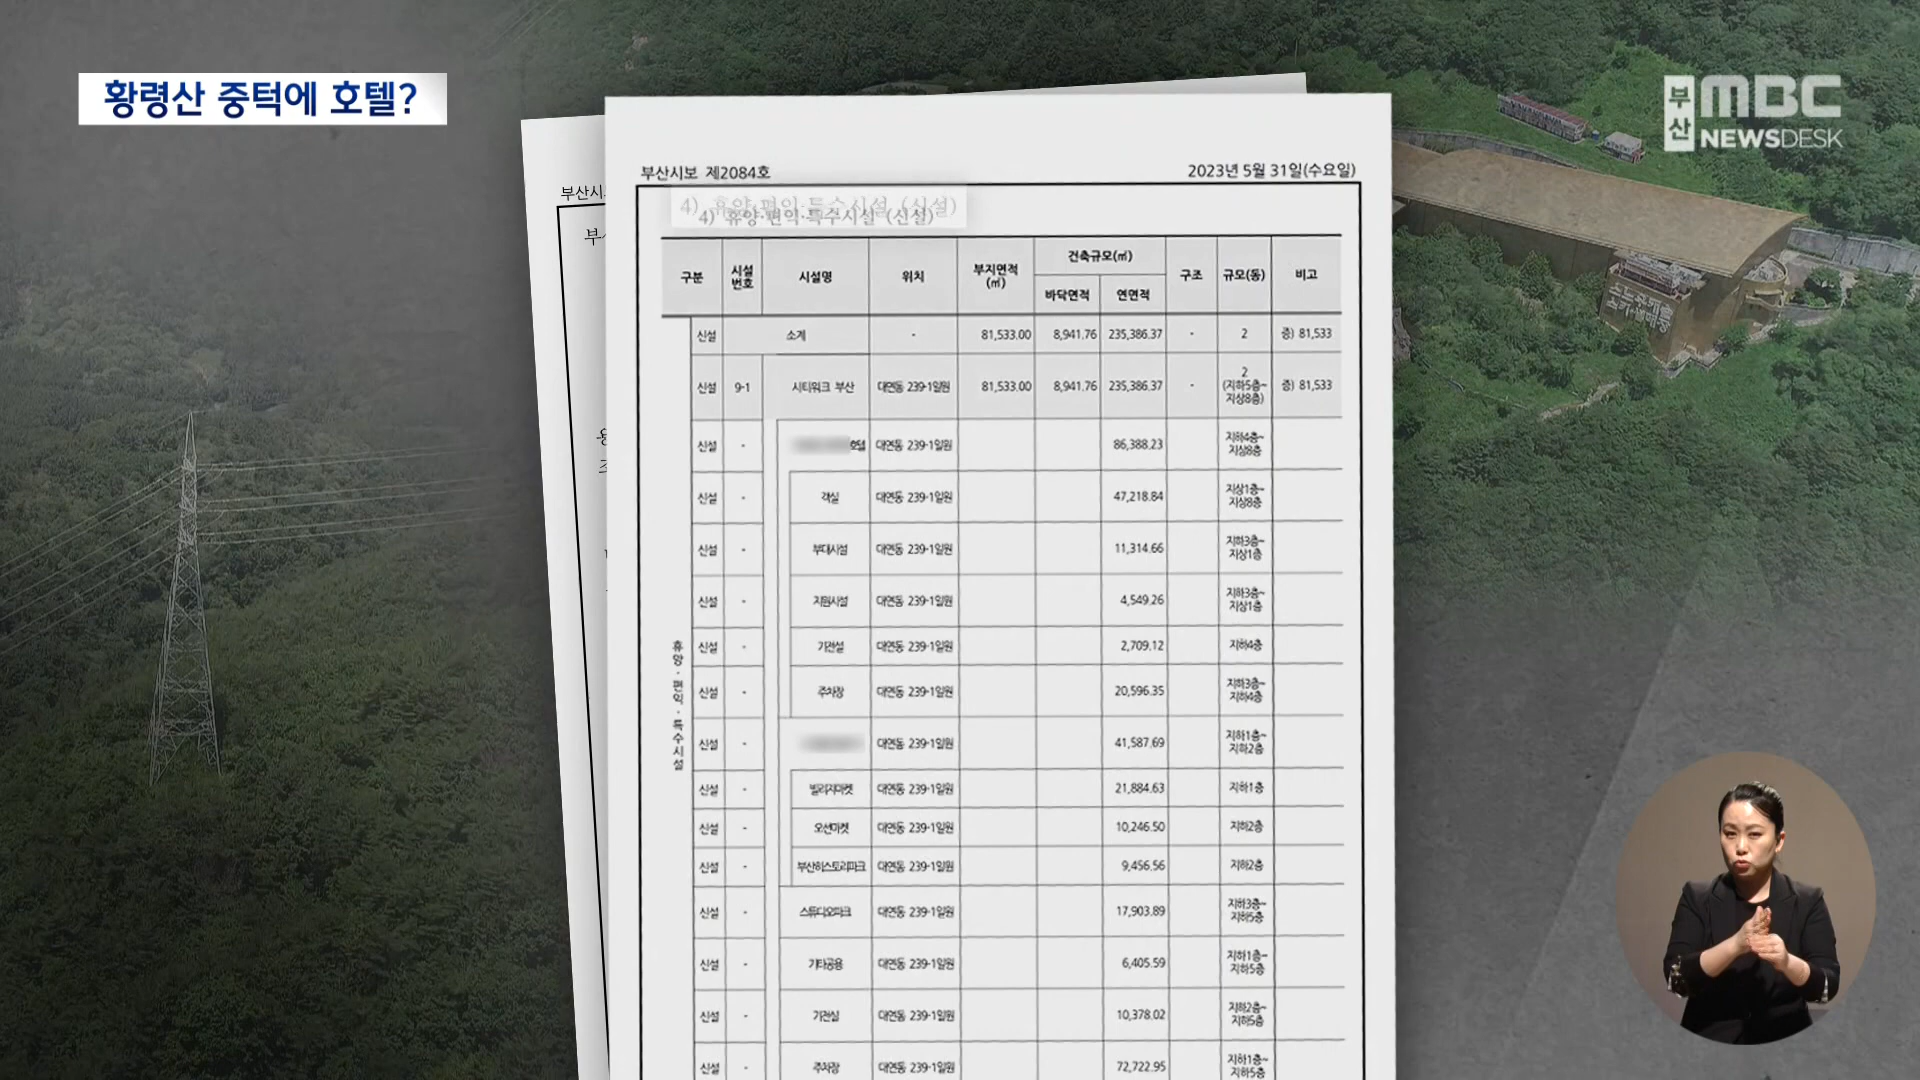 황령산 중턱에 호텔?
부산 MBC
NEWSDESK
부산시보 제2084호 2023년 5월 31일(수요일)
4) 휴양·편익·특수시설 (신설)
4) 휴양·편익·특수시설 (신설)
구분 시설번호 시설명 위치 부지면적(㎡) 건축규모(㎡) 바닥면적 연면적 구조 규모(동) 비고
휴양·편익·특수시설
신설 소계 - 81,533.00 8,941.76 235,386.37 - 2 증) 81,533
신설 9-1 시티워크 부산 대연동 239-1일원 81,533.00 8,941.76 235,386.37 - 2 (지하5층~지상8층) 증) 81,533
신설 - 호텔 대연동 239-1일원 86,388.23 지하4층~지상8층
신설 - 객실 대연동 239-1일원 47,218.84 지상1층~지상8층
신설 - 부대시설 대연동 239-1일원 11,314.66 지하3층~지상1층
신설 - 지원시설 대연동 239-1일원 4,549.26 지하3층~지상1층
신설 - 기전설 대연동 239-1일원 2,709.12 지하4층
신설 - 주차장 대연동 239-1일원 20,596.35 지하3층~지하4층
신설 - 대연동 239-1일원 41,587.69 지하1층~지하2층
신설 - 빌리지마켓 대연동 239-1일원 21,884.63 지하1층
신설 - 오션마켓 대연동 239-1일원 10,246.50 지하2층
신설 - 부산히스토리파크 대연동 239-1일원 9,456.56 지하2층
신설 - 스튜디오파크 대연동 239-1일원 17,903.89 지하3층~지하5층
신설 - 기타공용 대연동 239-1일원 6,405.59 지하1층~지하5층
신설 - 기전실 대연동 239-1일원 10,378.02 지하2층~지하5층
신설 - 주차장 대연동 239-1일원 72,722.95 지하1층~지하5층
부산시